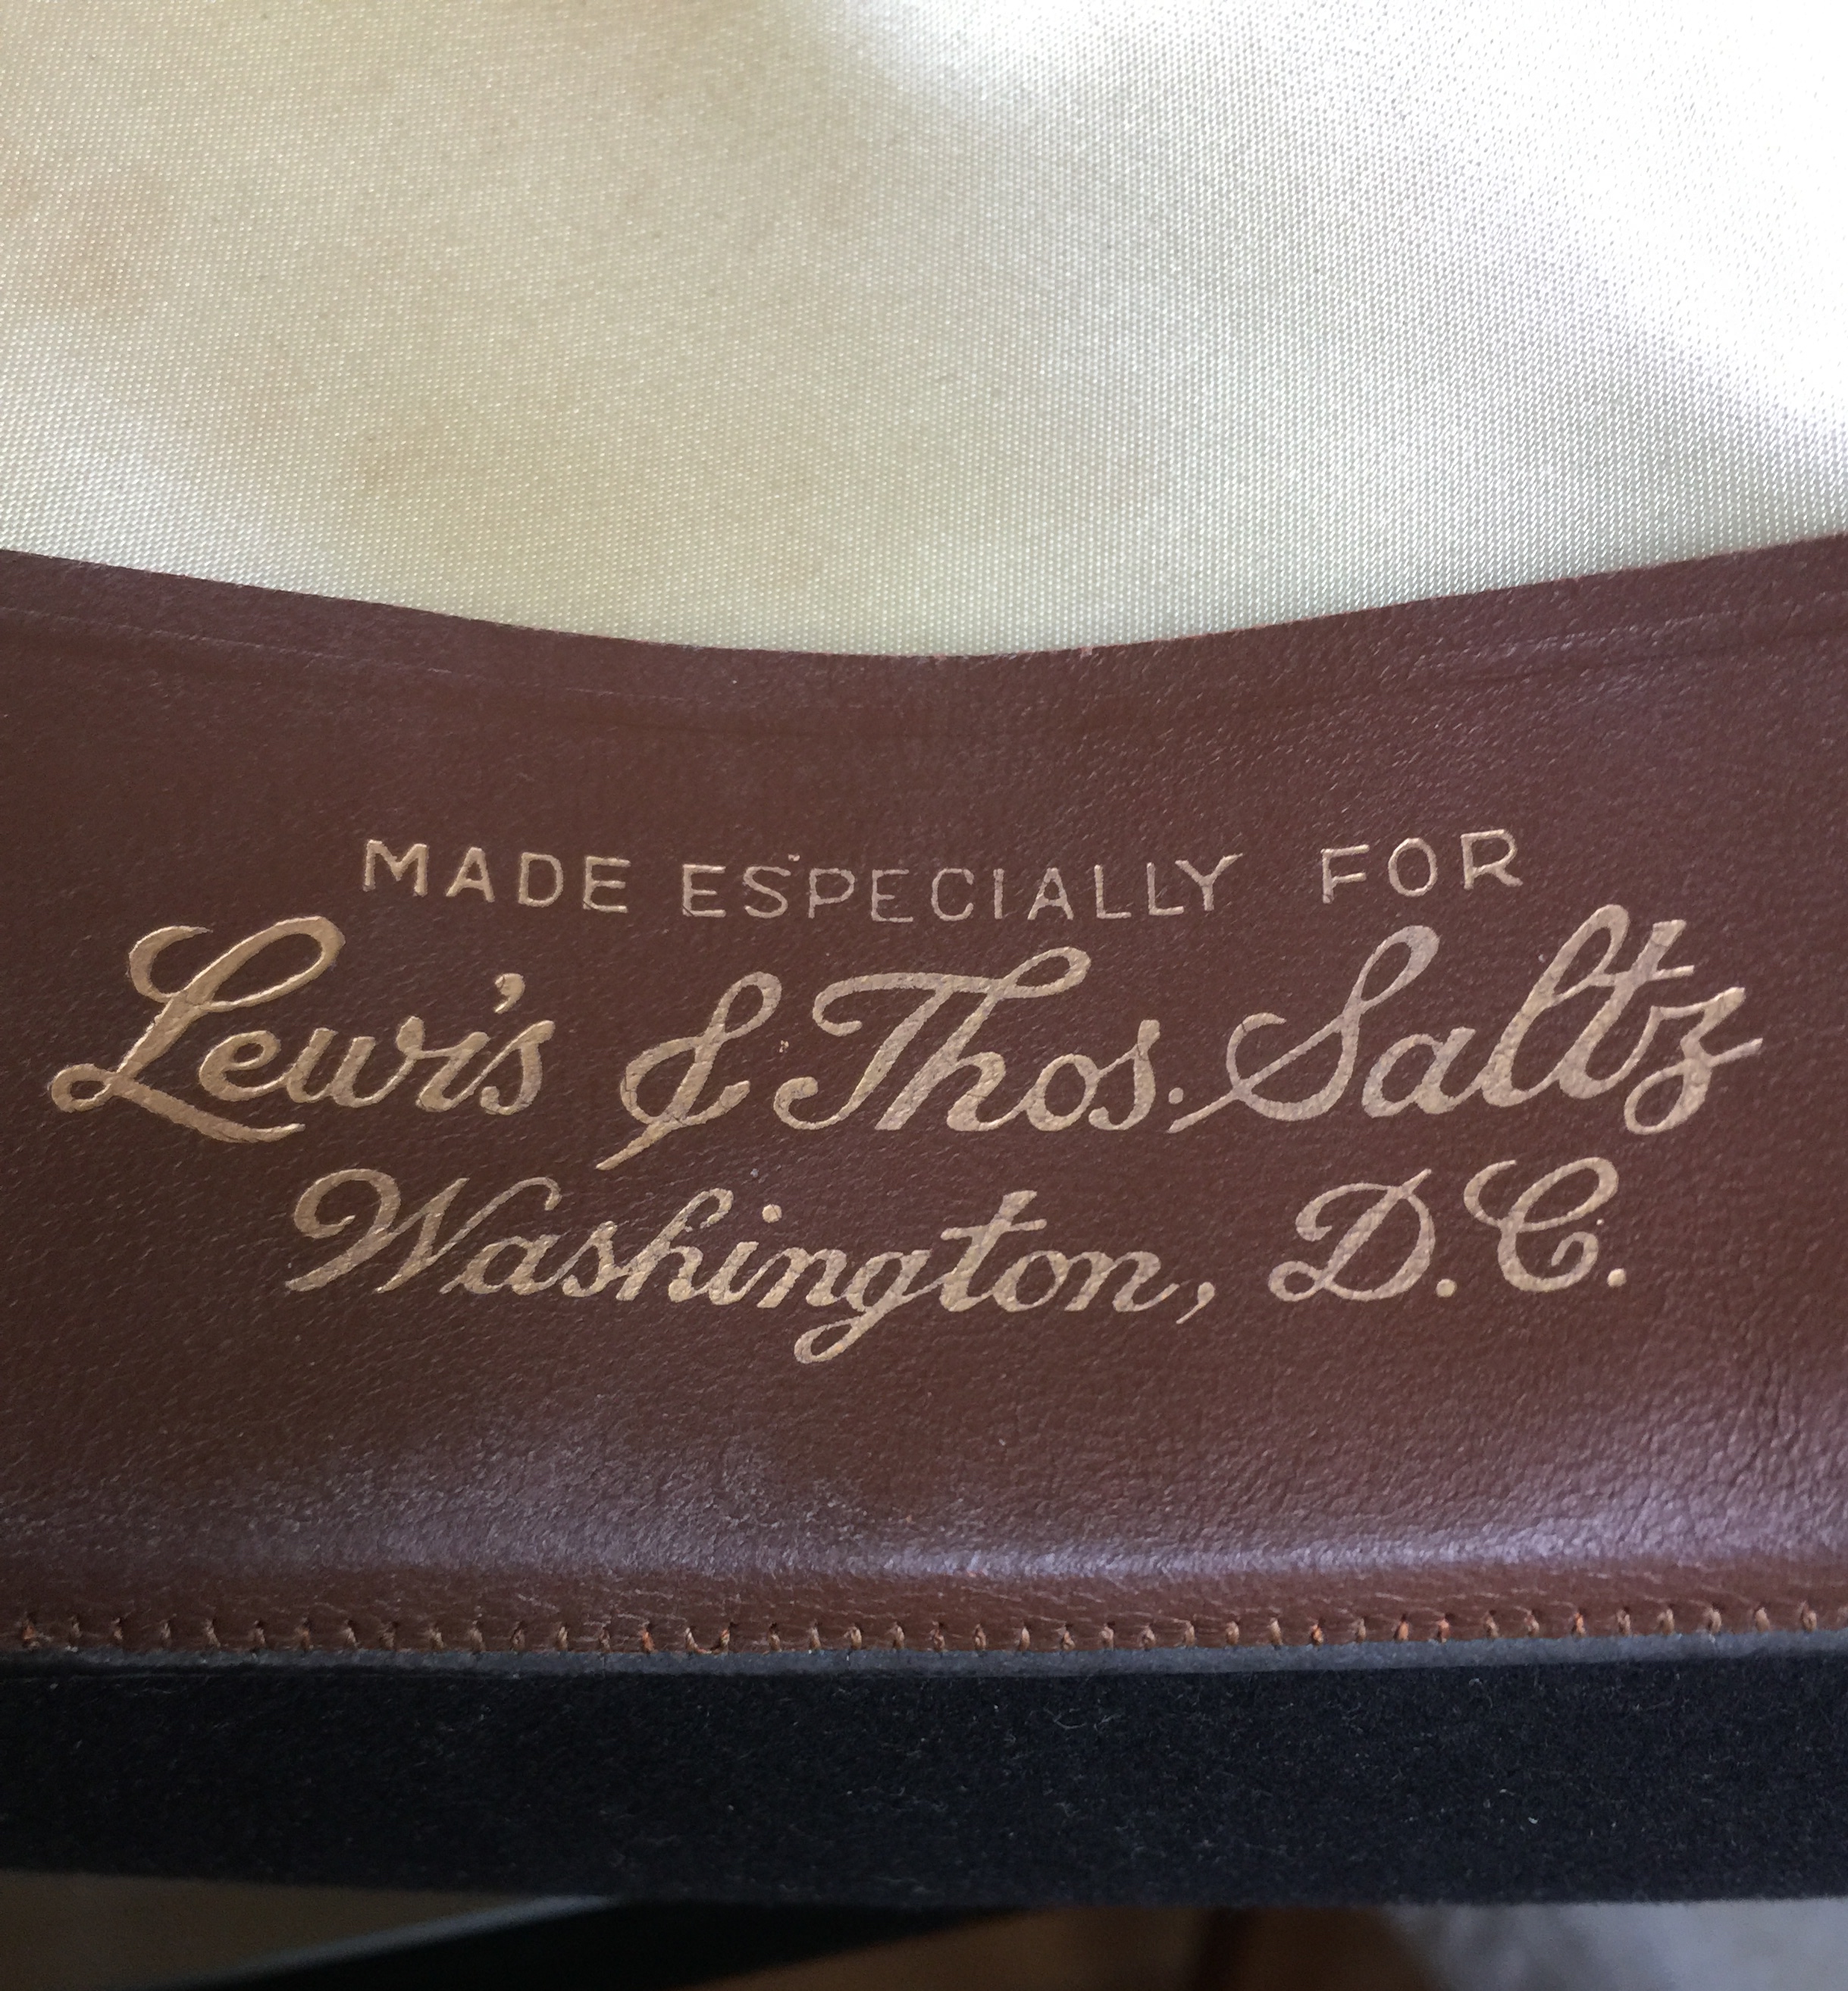 MADE ESPECIALLY FOR
Lewis & Thos. Saltz
Washington, D.C.